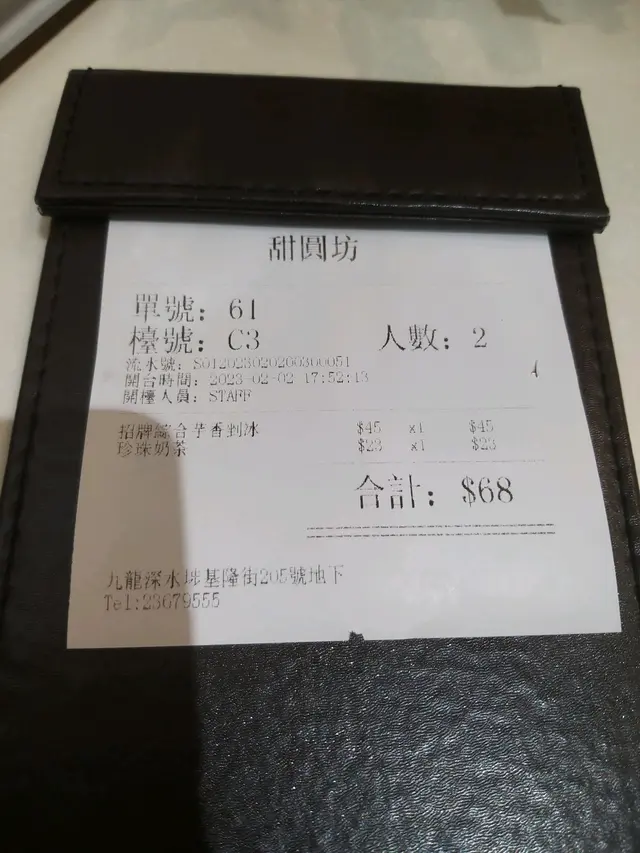 甜圓坊
單號: 61
檯號: C3 人數: 2
流水號: S012023020200300051
開台時間: 2023-02-02 17:52:13
開檯人員: STAFF
招牌綜合芋香剉冰 $45 x1 $45
珍珠奶茶 $23 x1 $23
合計: $68
九龍深水埗基隆街205號地下
Tel:23679555